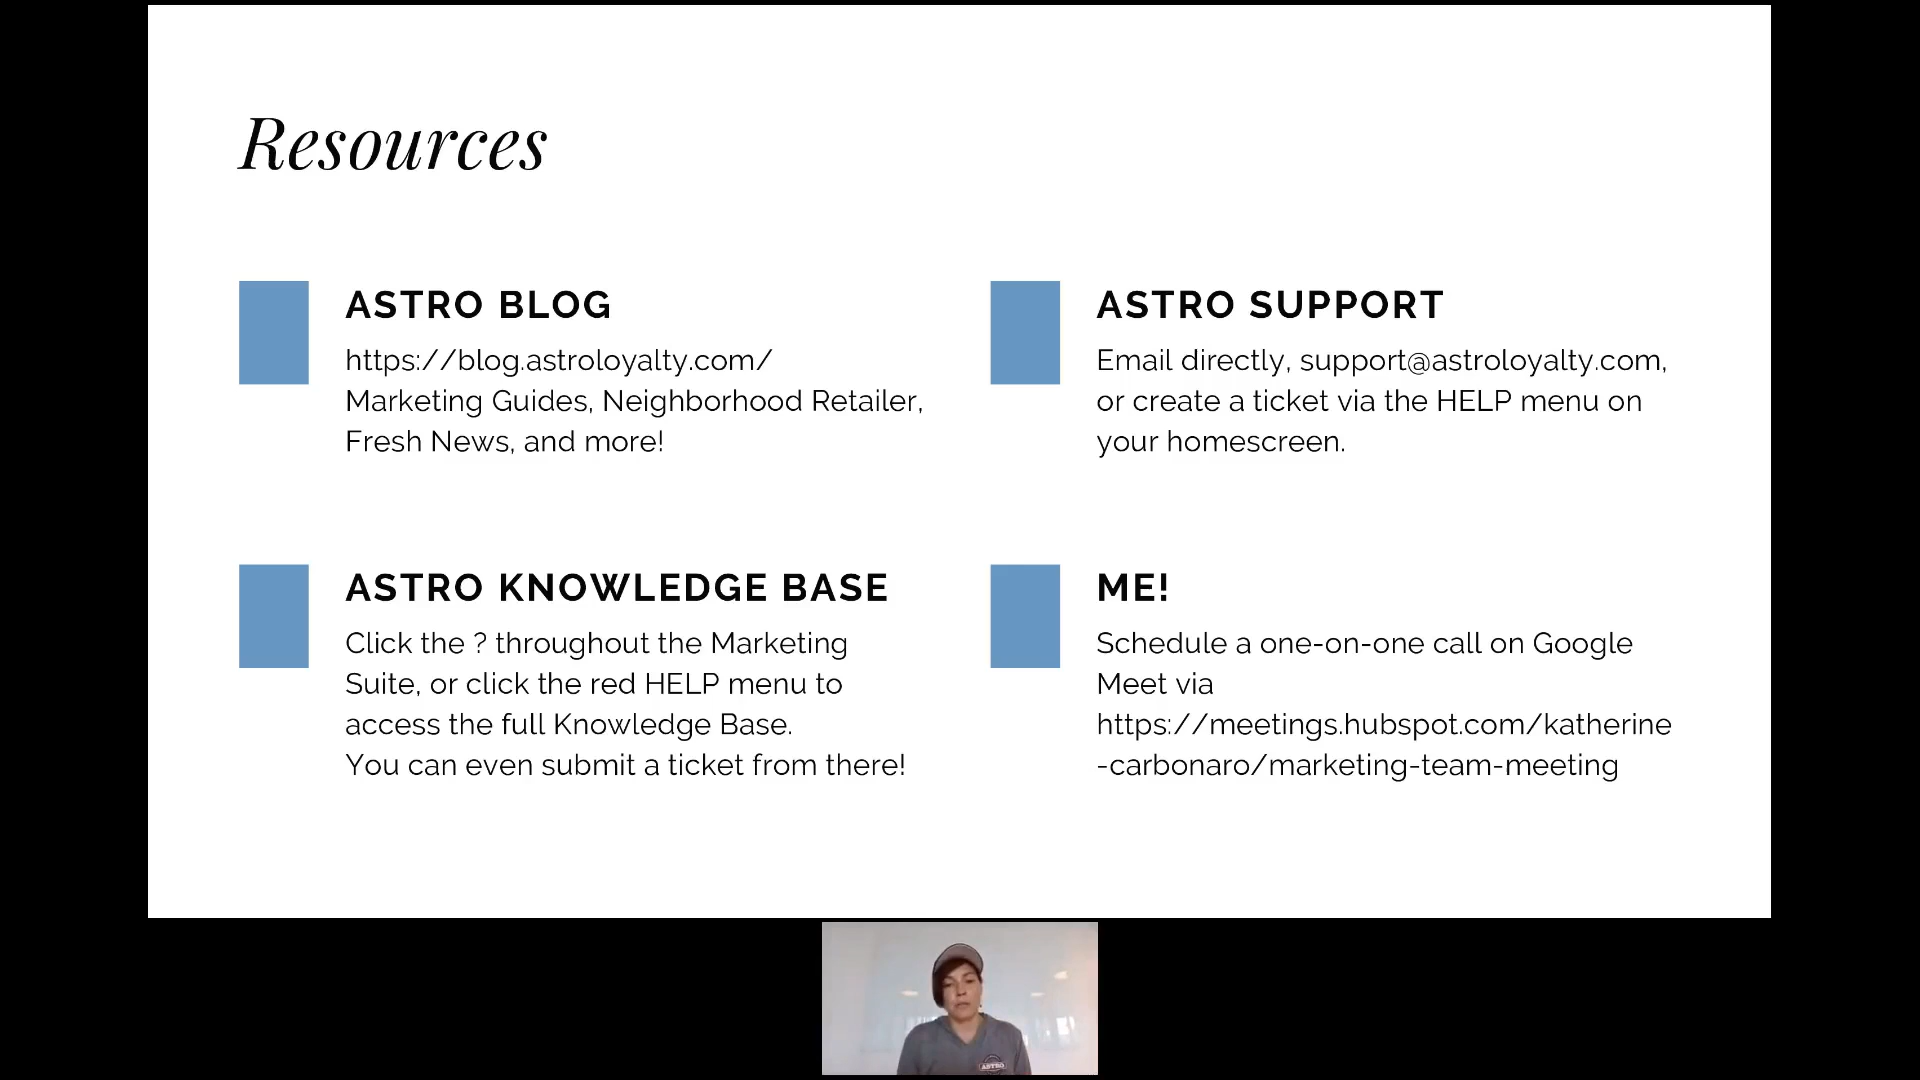 Resources
ASTRO BLOG
https://blog.astroloyalty.com/
Marketing Guides, Neighborhood Retailer,
Fresh News, and more!
ASTRO SUPPORT
Email directly, support@astroloyalty.com,
or create a ticket via the HELP menu on
your homescreen.
ASTRO KNOWLEDGE BASE
Click the ? throughout the Marketing
Suite, or click the red HELP menu to
access the full Knowledge Base.
You can even submit a ticket from there!
ME!
Schedule a one-on-one call on Google
Meet via
https://meetings.hubspot.com/katherine
-carbonaro/marketing-team-meeting
ASTRO